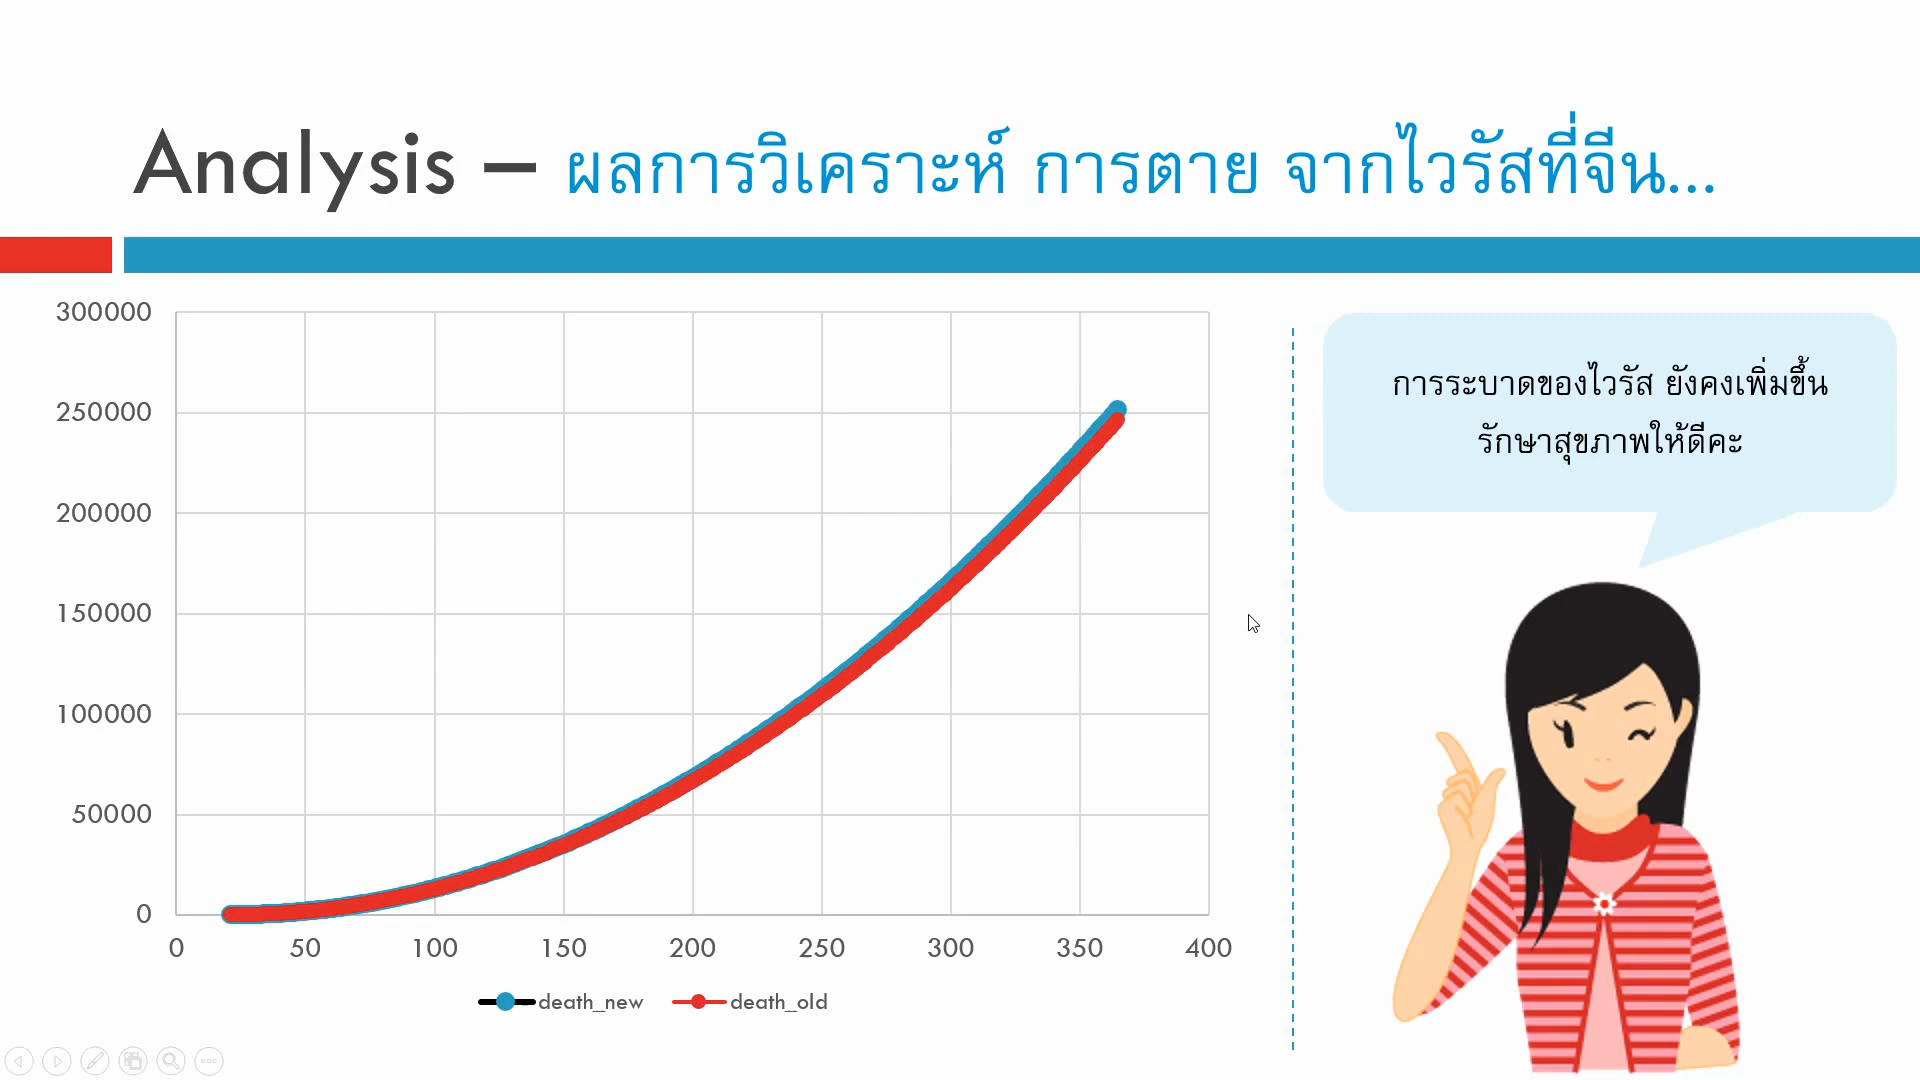 Analysis – ผลการวิเคราะห์ การตาย จากไวรัสที่จีน...
300000
250000
200000
150000
100000
50000
0
0 50 100 150 200 250 300 350 400
death_new death_old
การระบาดของไวรัส ยังคงเพิ่มขึ้น
รักษาสุขภาพให้ดีคะ